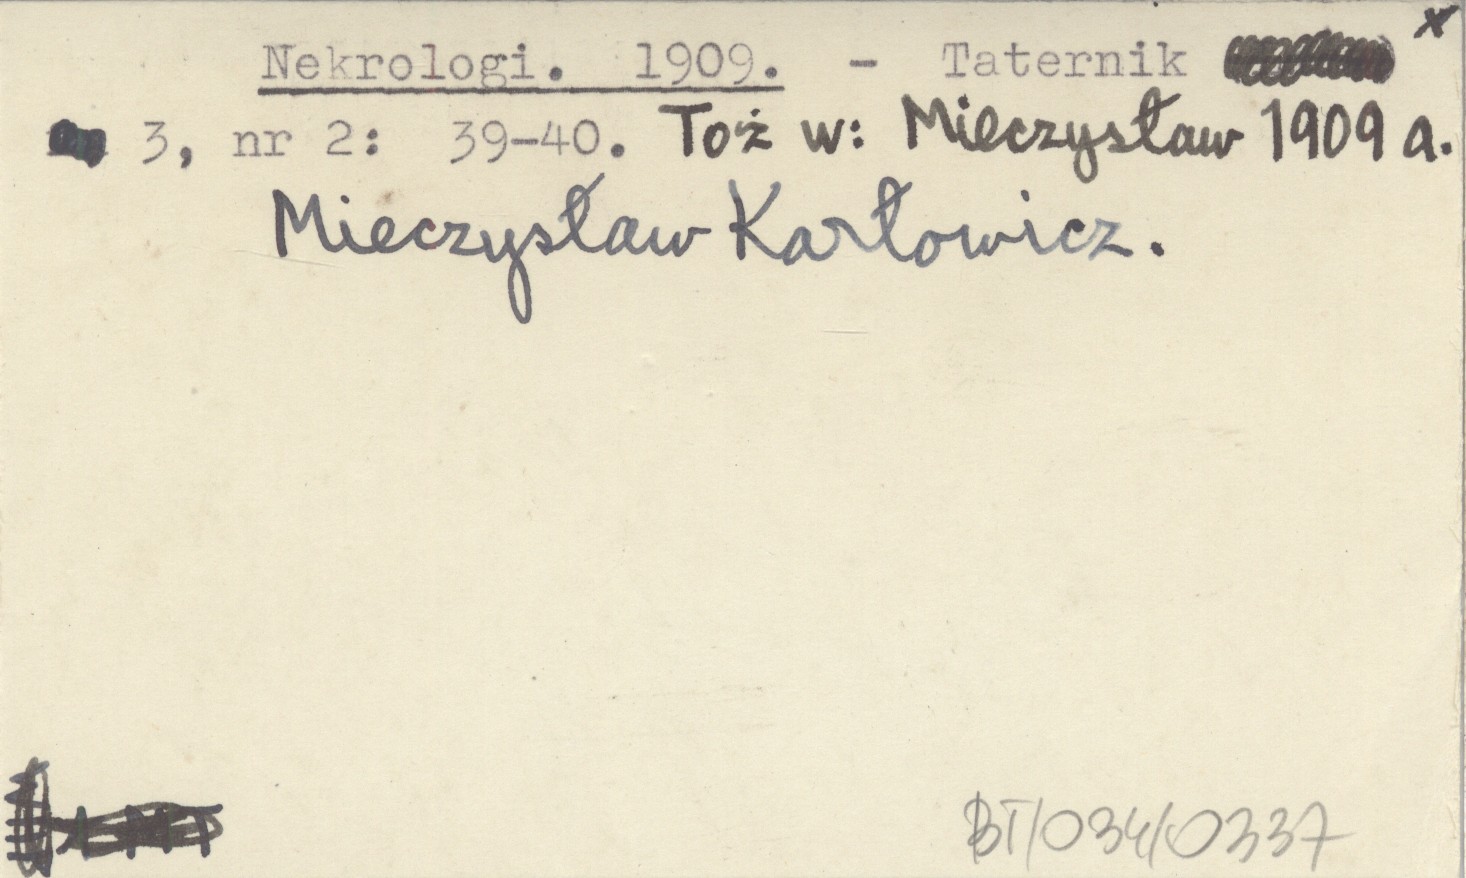 x
Nekrologi. 1909. - Taternik
3, nr 2: 39-40. Toż w: Mieczysław 1909 a.
Mieczysław Karłowicz.
BT/034/0337